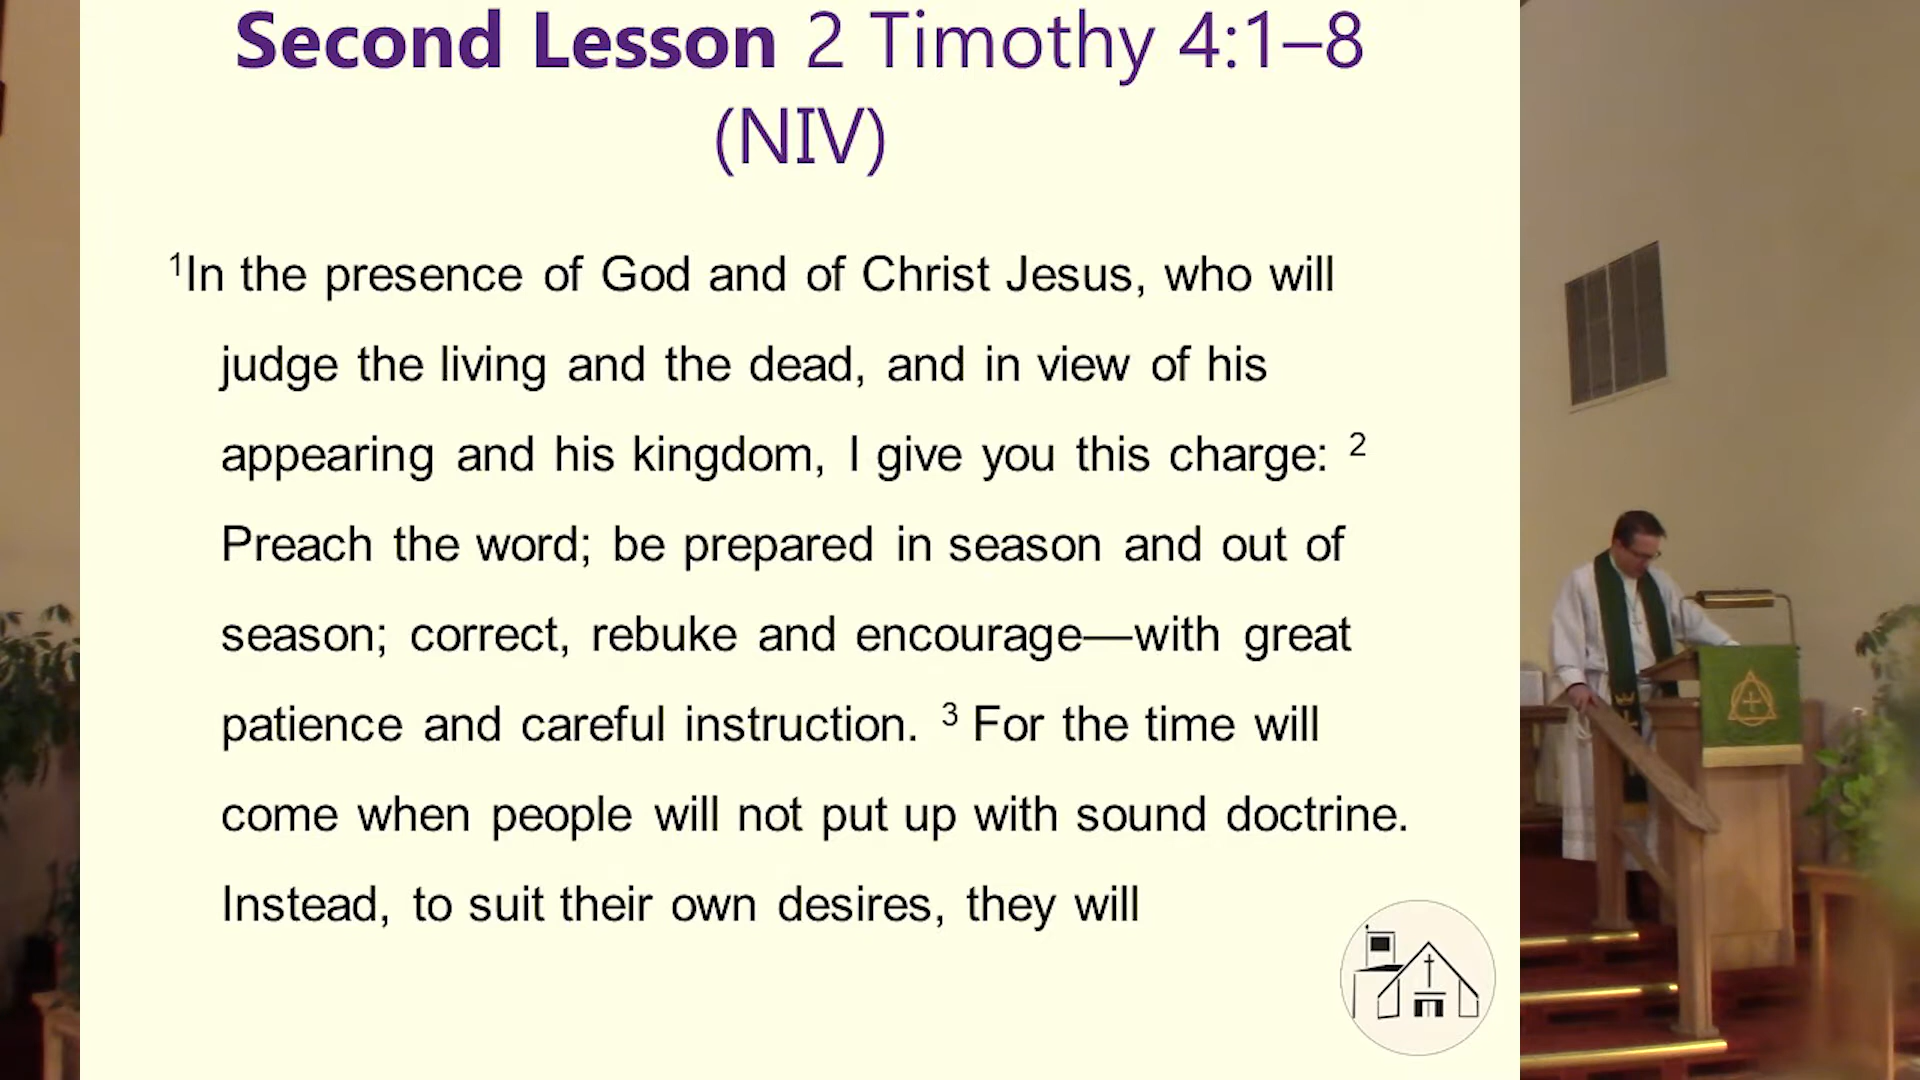 Second Lesson 2 Timothy 4:1–8
(NIV)
¹In the presence of God and of Christ Jesus, who will
judge the living and the dead, and in view of his
appearing and his kingdom, I give you this charge: ²
Preach the word; be prepared in season and out of
season; correct, rebuke and encourage—with great
patience and careful instruction. ³ For the time will
come when people will not put up with sound doctrine.
Instead, to suit their own desires, they will